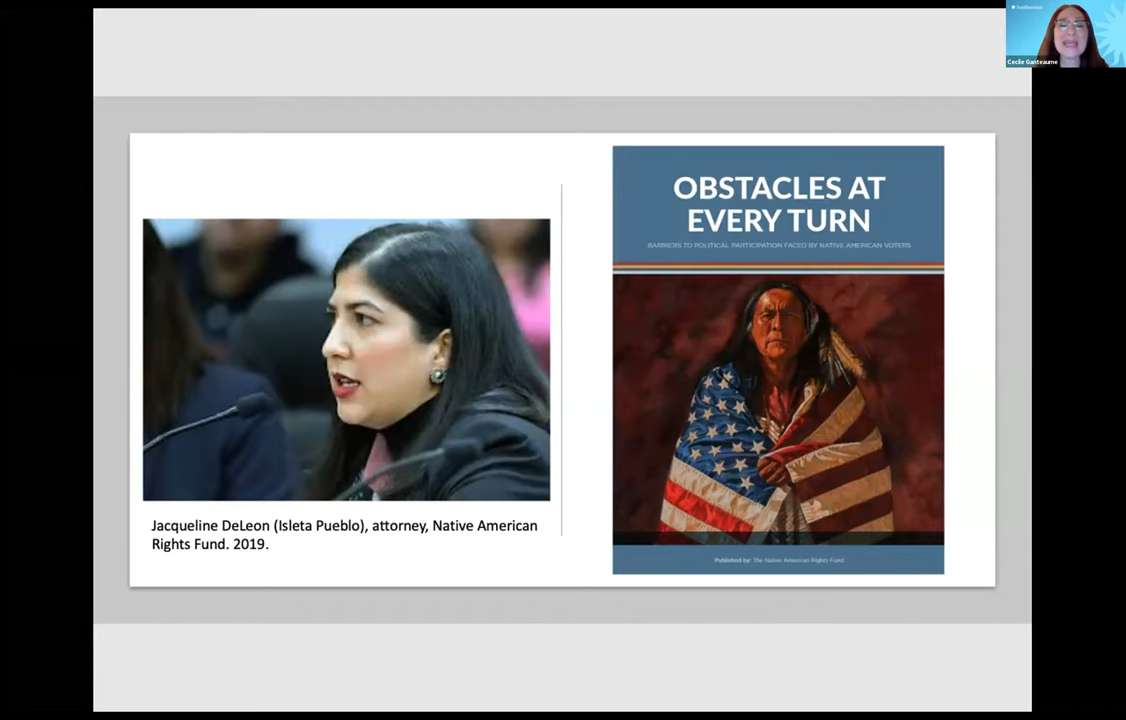 Smithsonian
Cecile Ganteaume
OBSTACLES AT
EVERY TURN
BARRIERS TO POLITICAL PARTICIPATION FACED BY NATIVE AMERICAN VOTERS
Published by: The Native American Rights Fund
Jacqueline DeLeon (Isleta Pueblo), attorney, Native American
Rights Fund. 2019.